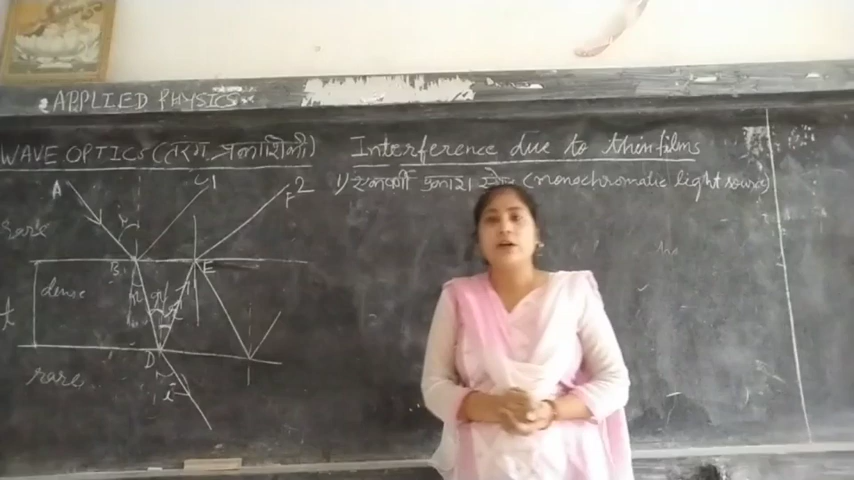 APPLIED PHYSICS
WAVE OPTICS (तरंग प्रकाशिकी)
Interference due to thin films
1) एकवर्णी प्रकाश स्रोत (monochromatic light source)
A
C 1
F 2
r
rare
B
E
dense
t
D
rare
i